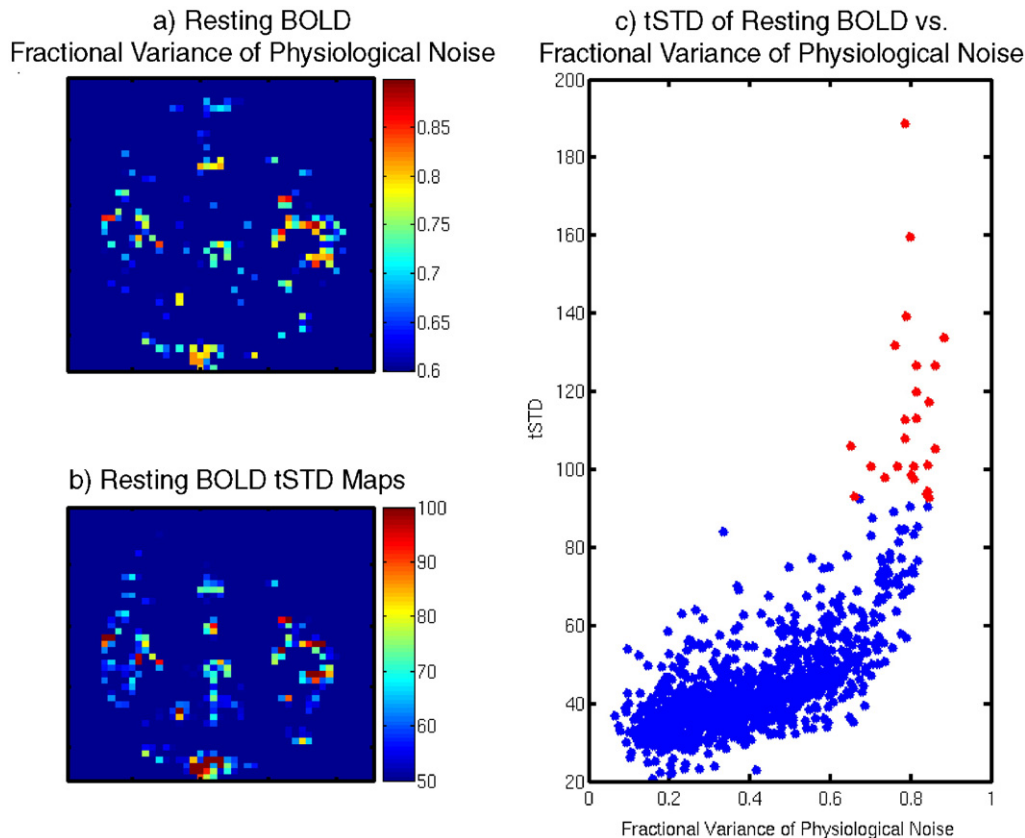 a) Resting BOLD
Fractional Variance of Physiological Noise
0.85
0.8
0.75
0.7
0.65
0.6
b) Resting BOLD tSTD Maps
100
90
80
70
60
50
c) tSTD of Resting BOLD vs.
Fractional Variance of Physiological Noise
200
180
160
140
120
100
80
60
40
20
tSTD
0 0.2 0.4 0.6 0.8 1
Fractional Variance of Physiological Noise